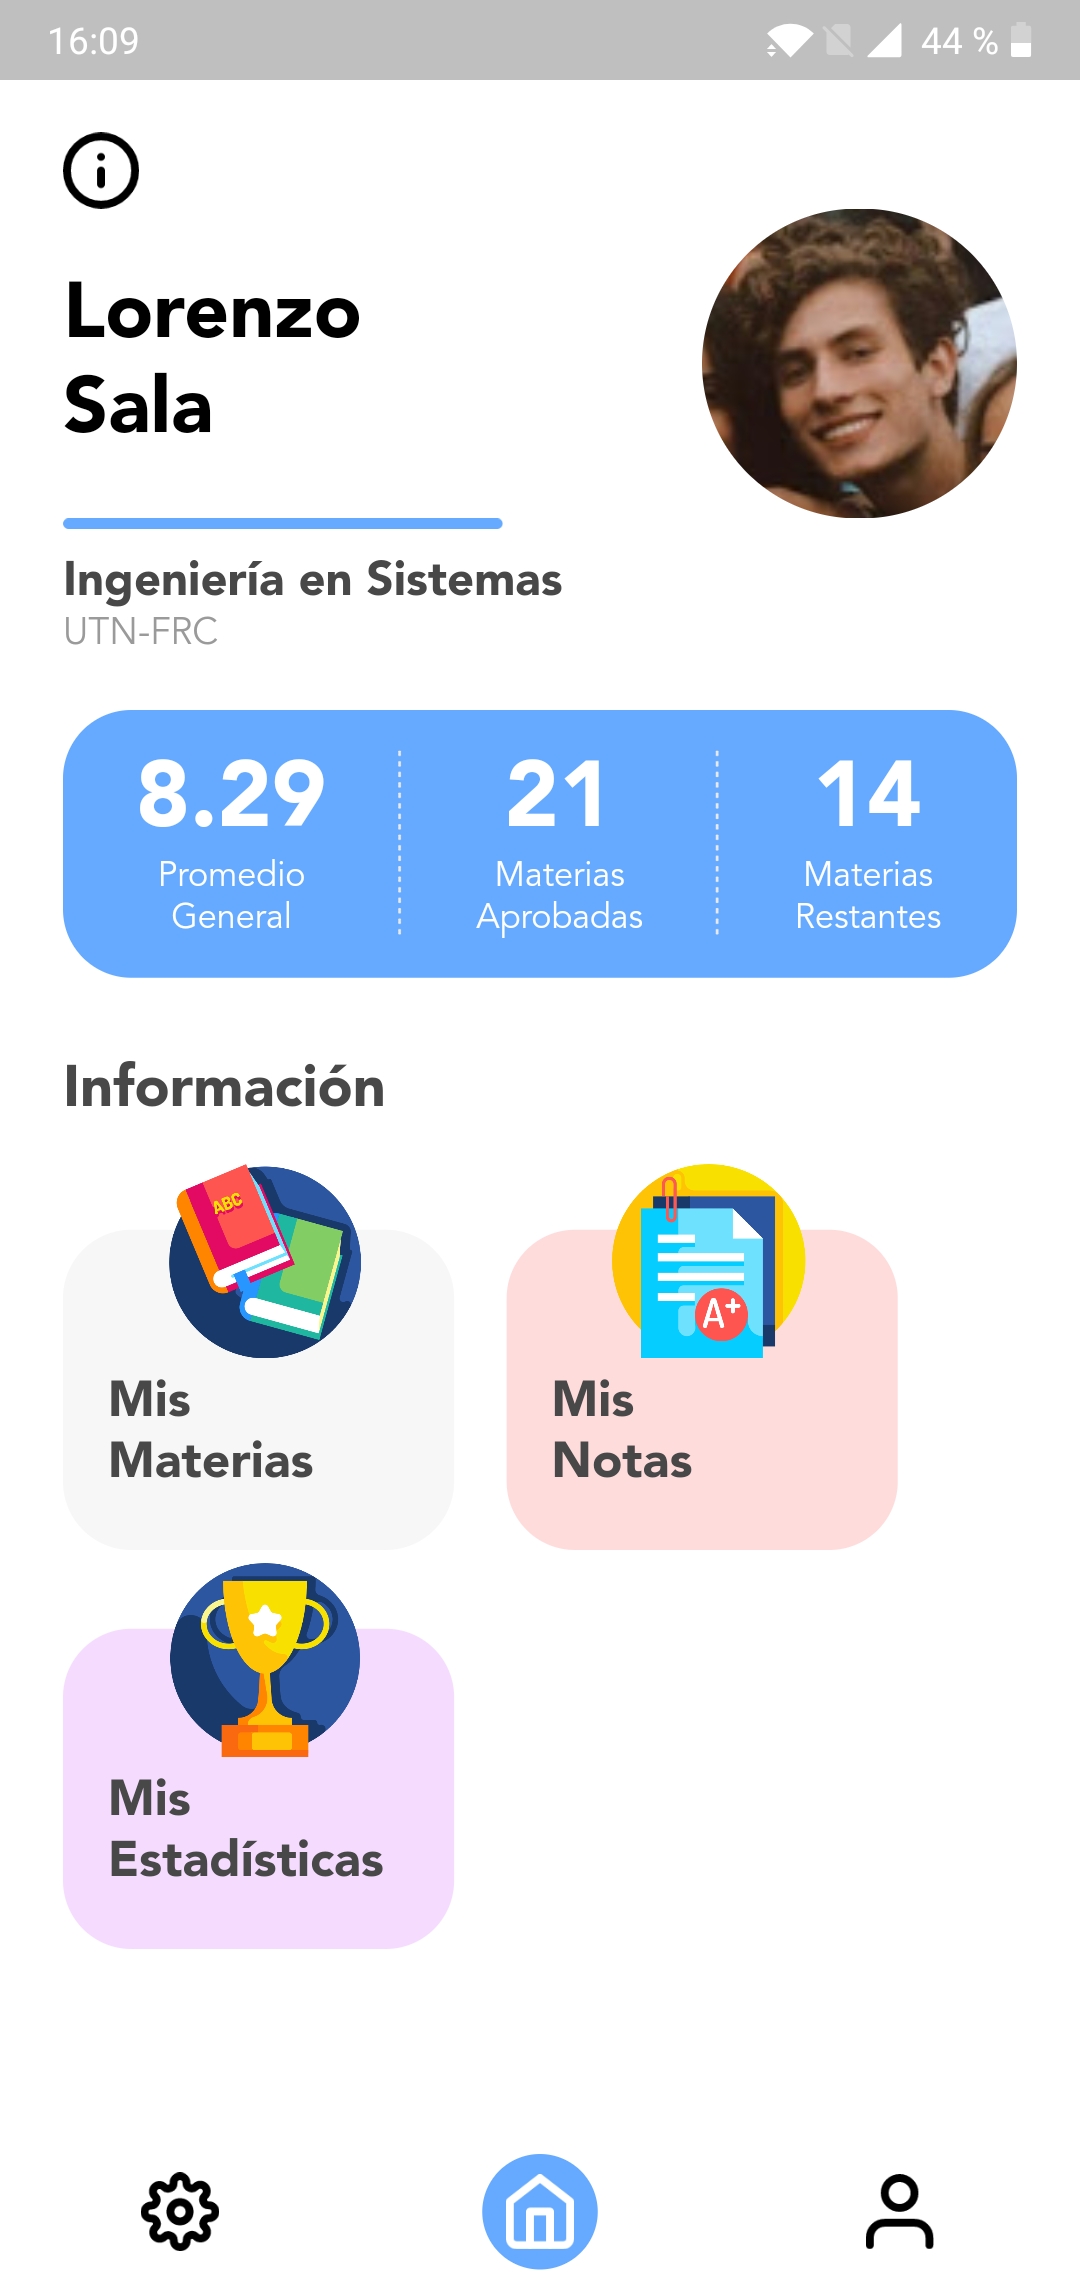 16:09
44 %
Lorenzo
Sala
Ingeniería en Sistemas
UTN-FRC
8.29
Promedio
General
21
Materias
Aprobadas
14
Materias
Restantes
Información
ABC
Mis
Materias
A+
Mis
Notas
Mis
Estadísticas